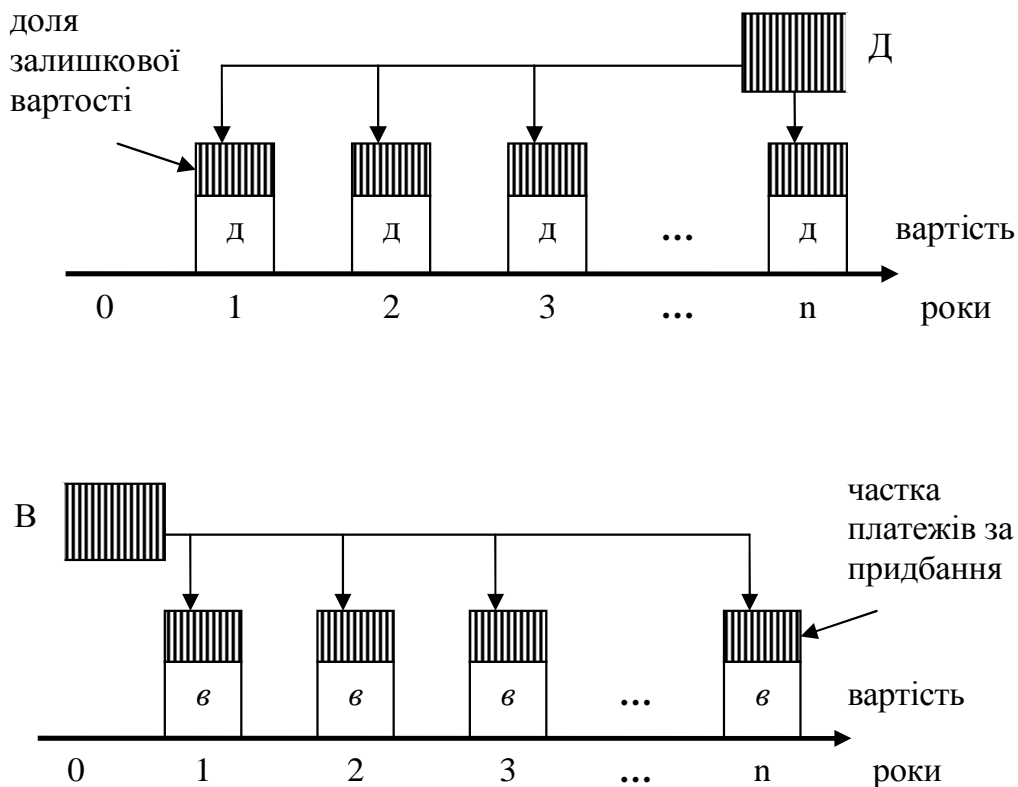 доля
залишкової
вартості
Д
д д д ... д вартість
0 1 2 3 ... n роки
В
частка
платежів за
придбання
в в в ... в вартість
0 1 2 3 ... n роки